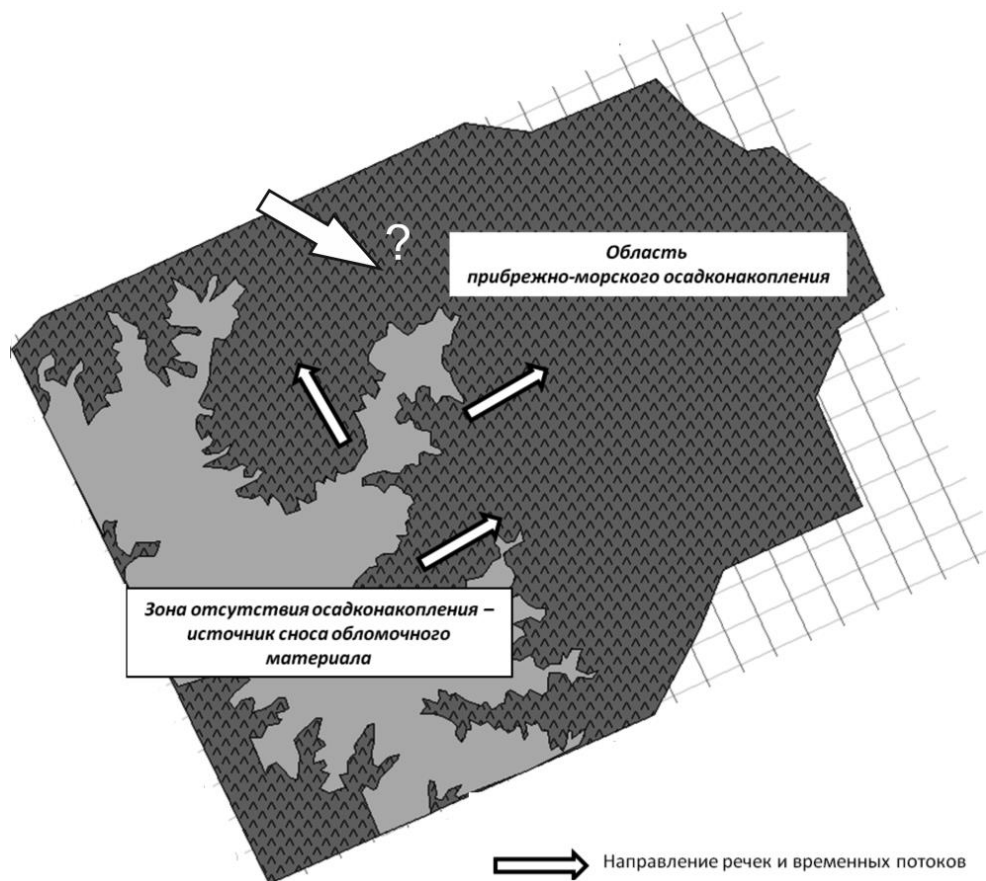 ?
Область
прибрежно-морского осадконакопления
Зона отсутствия осадконакопления –
источник сноса обломочного
материала
Направление речек и временных потоков